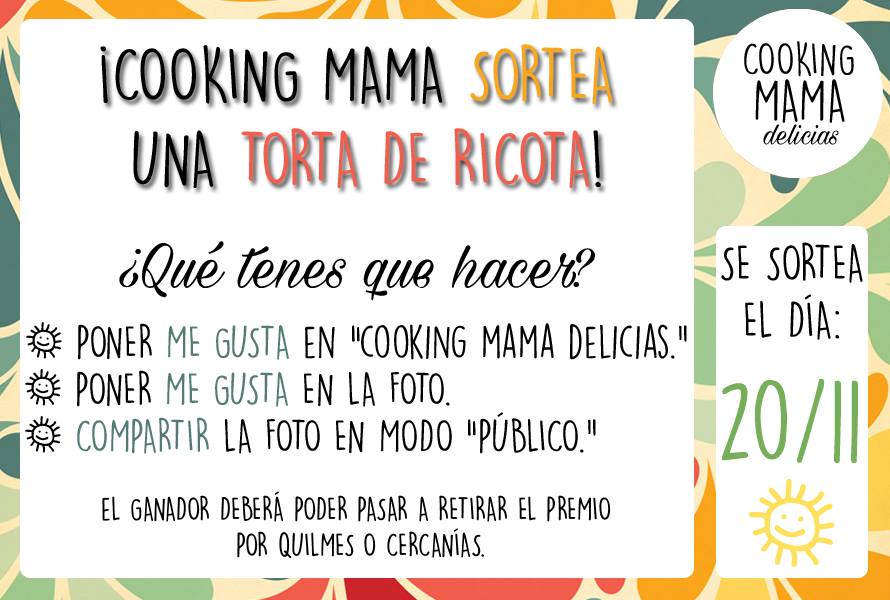 ¡COOKING MAMA SORTEA
UNA TORTA DE RICOTA!
¿Qué tenes que hacer?
PONER ME GUSTA EN "COOKING MAMA DELICIAS."
PONER ME GUSTA EN LA FOTO.
COMPARTIR LA FOTO EN MODO "PÚBLICO."
EL GANADOR DEBERÁ PODER PASAR A RETIRAR EL PREMIO
POR QUILMES O CERCANÍAS.
COOKING
MAMA
delicias
SE SORTEA
EL DÍA:
20/11